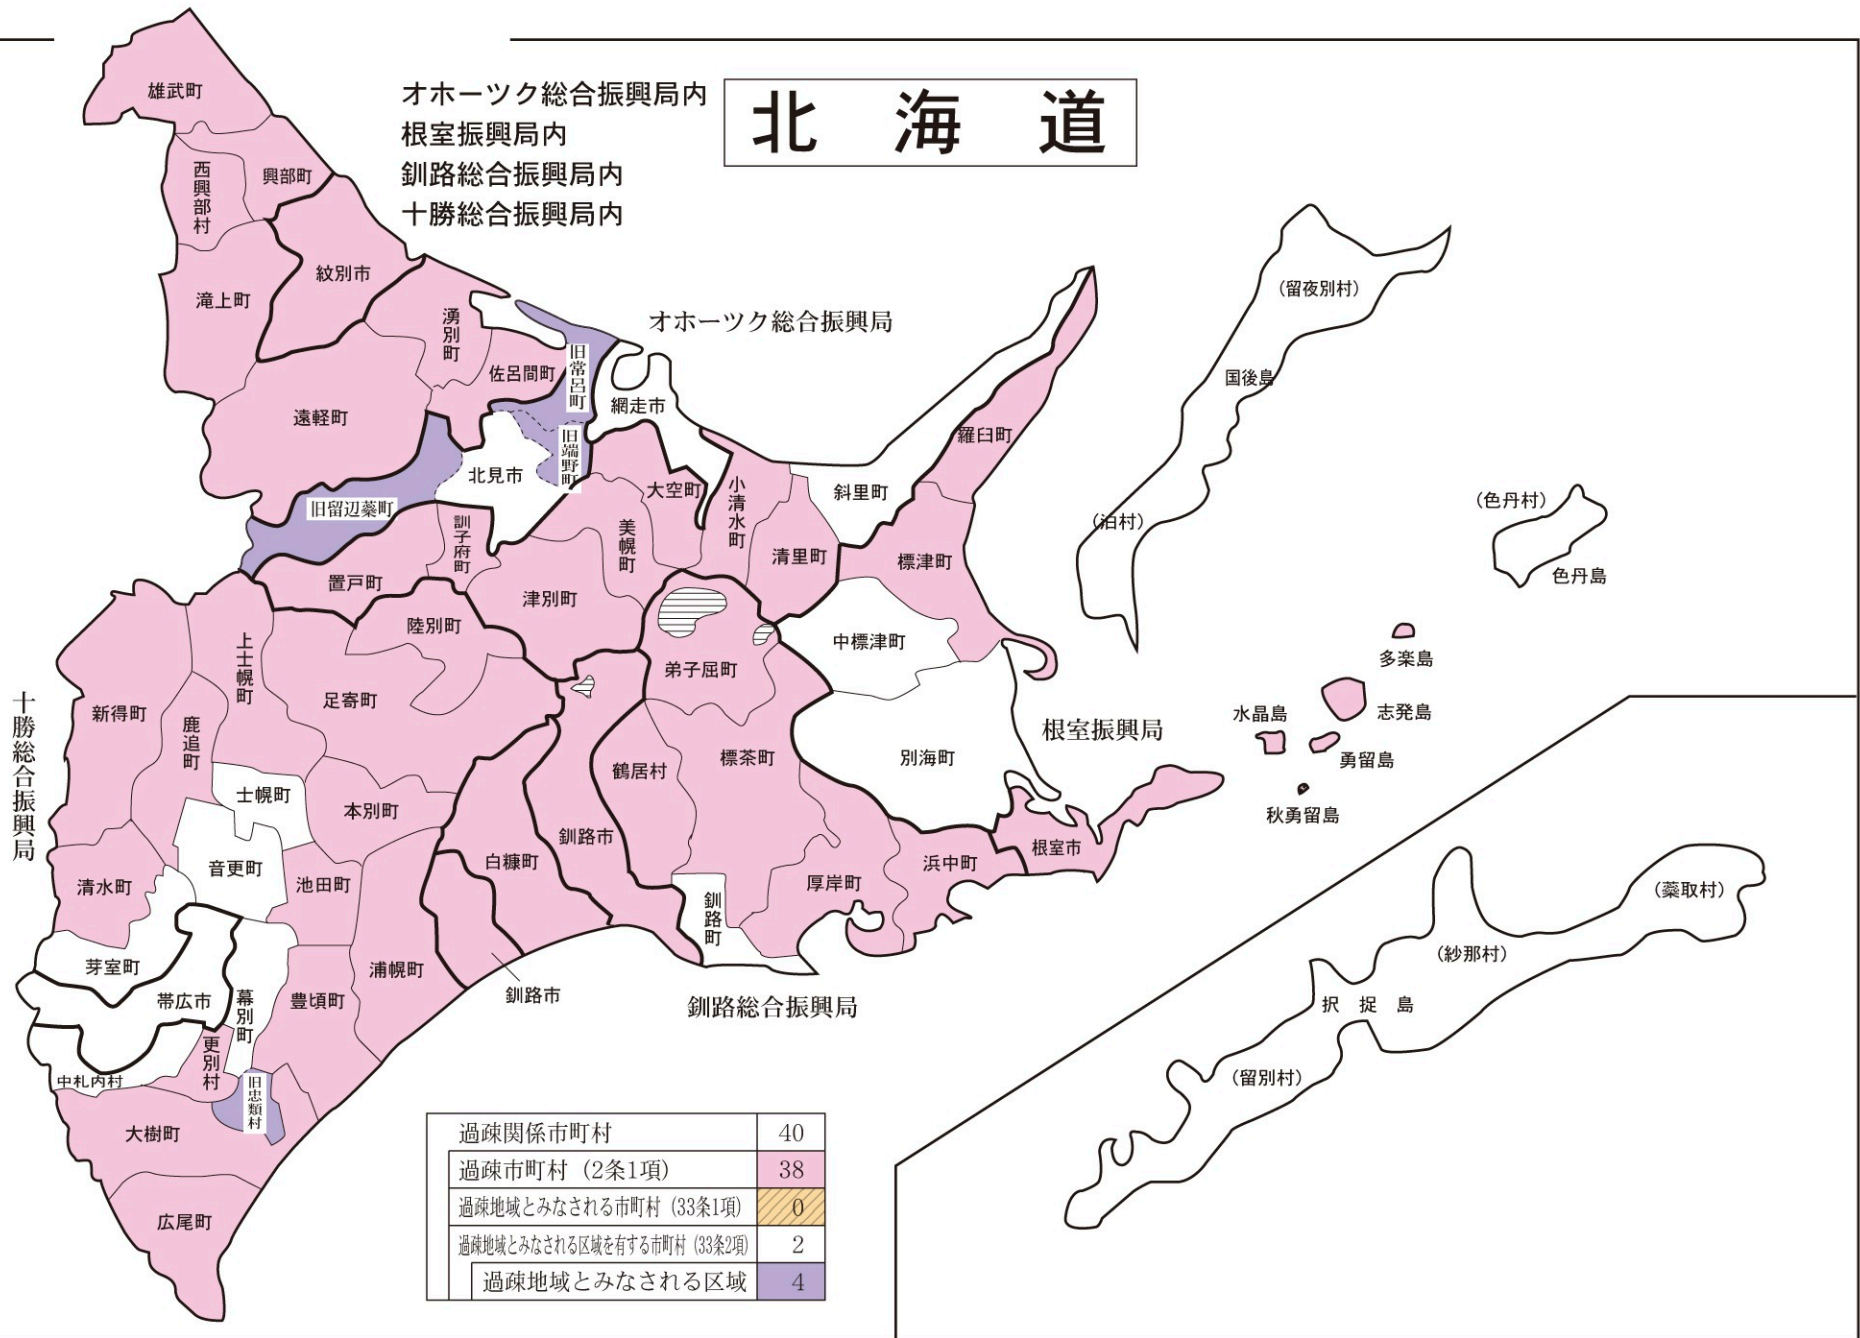 オホーツク総合振興局内
根室振興局内
釧路総合振興局内
十勝総合振興局内
北海道
雄武町
西興部村
興部町
紋別市
滝上町
湧別町
佐呂間町
旧常呂町
遠軽町
オホーツク総合振興局
網走市
旧端野町
北見市
旧留辺蘂町
訓子府町
置戸町
津別町
美幌町
大空町
小清水町
清里町
斜里町
羅臼町
標津町
中標津町
別海町
根室振興局
根室市
(留夜別村)
国後島
(泊村)
(色丹村)
色丹島
多楽島
志発島
水晶島
勇留島
秋勇留島
(蘂取村)
(紗那村)
択捉島
(留別村)
陸別町
上士幌町
足寄町
新得町
鹿追町
士幌町
本別町
音更町
池田町
清水町
芽室町
帯広市
幕別町
豊頃町
浦幌町
更別村
中札内村
旧忠類村
大樹町
広尾町
十勝総合振興局
弟子屈町
標茶町
鶴居村
釧路市
白糠町
釧路町
厚岸町
浜中町
釧路市
釧路総合振興局
過疎関係市町村 40
過疎市町村(2条1項) 38
過疎地域とみなされる市町村(33条1項) 0
過疎地域とみなされる区域を有する市町村(33条2項) 2
過疎地域とみなされる区域 4